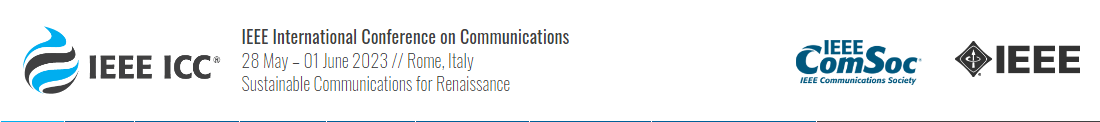 IEEE ICC®
IEEE International Conference on Communications
28 May – 01 June 2023 // Rome, Italy
Sustainable Communications for Renaissance
IEEE
ComSoc®
IEEE Communications Society
IEEE